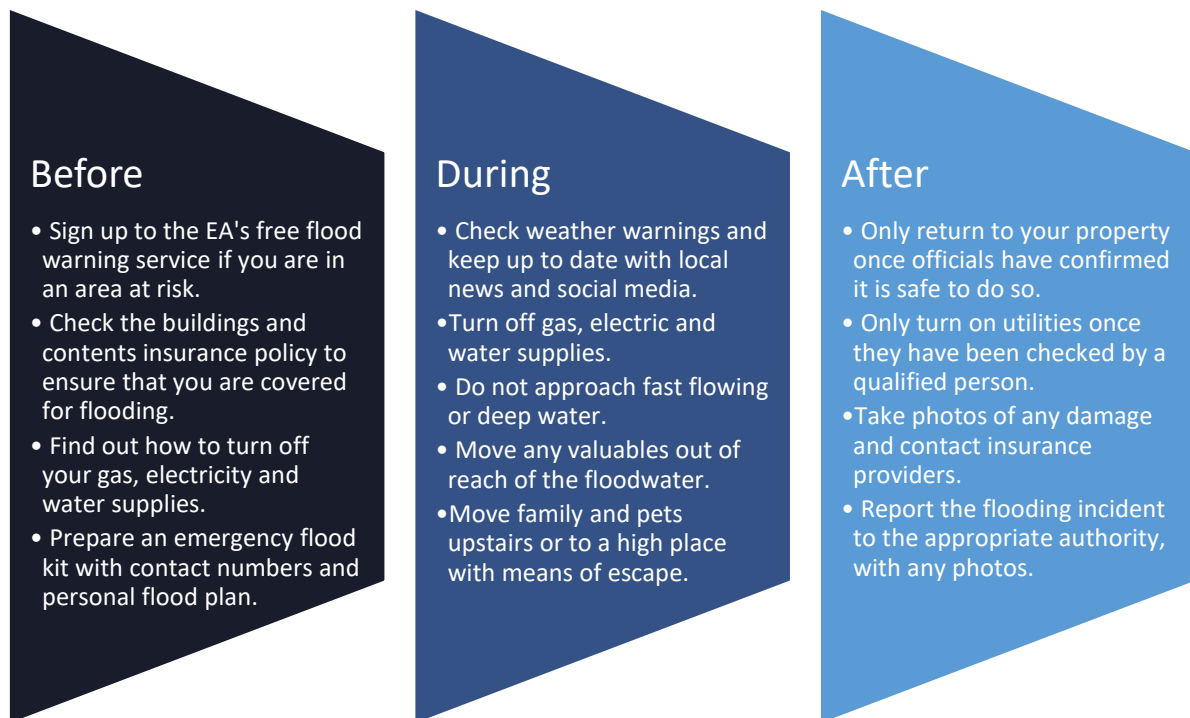 Before
• Sign up to the EA's free flood
warning service if you are in
an area at risk.
• Check the buildings and
contents insurance policy to
ensure that you are covered
for flooding.
• Find out how to turn off
your gas, electricity and
water supplies.
• Prepare an emergency flood
kit with contact numbers and
personal flood plan.
During
• Check weather warnings and
keep up to date with local
news and social media.
•Turn off gas, electric and
water supplies.
• Do not approach fast flowing
or deep water.
• Move any valuables out of
reach of the floodwater.
•Move family and pets
upstairs or to a high place
with means of escape.
After
• Only return to your property
once officials have confirmed
it is safe to do so.
• Only turn on utilities once
they have been checked by a
qualified person.
•Take photos of any damage
and contact insurance
providers.
• Report the flooding incident
to the appropriate authority,
with any photos.